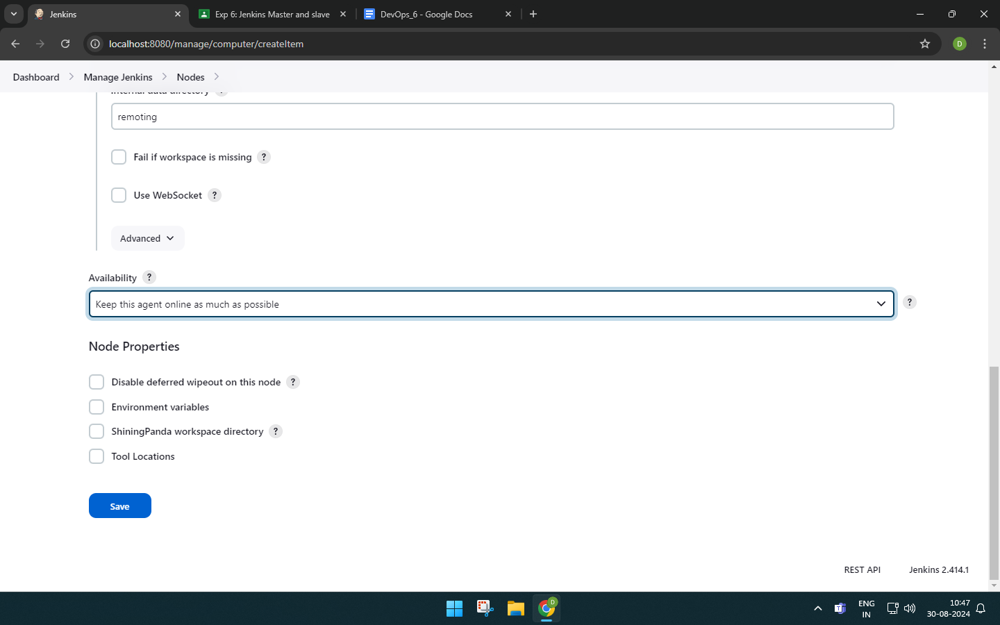 Jenkins
Exp 6: Jenkins Master and slave
DevOps_6 - Google Docs
localhost:8080/manage/computer/createItem
D
Dashboard
Manage Jenkins
Nodes
Internal data directory ?
remoting
Fail if workspace is missing ?
Use WebSocket ?
Advanced
Availability ?
Keep this agent online as much as possible
?
Node Properties
Disable deferred wipeout on this node ?
Environment variables
ShiningPanda workspace directory ?
Tool Locations
Save
REST API
Jenkins 2.414.1
D
ENG
IN
10:47
30-08-2024